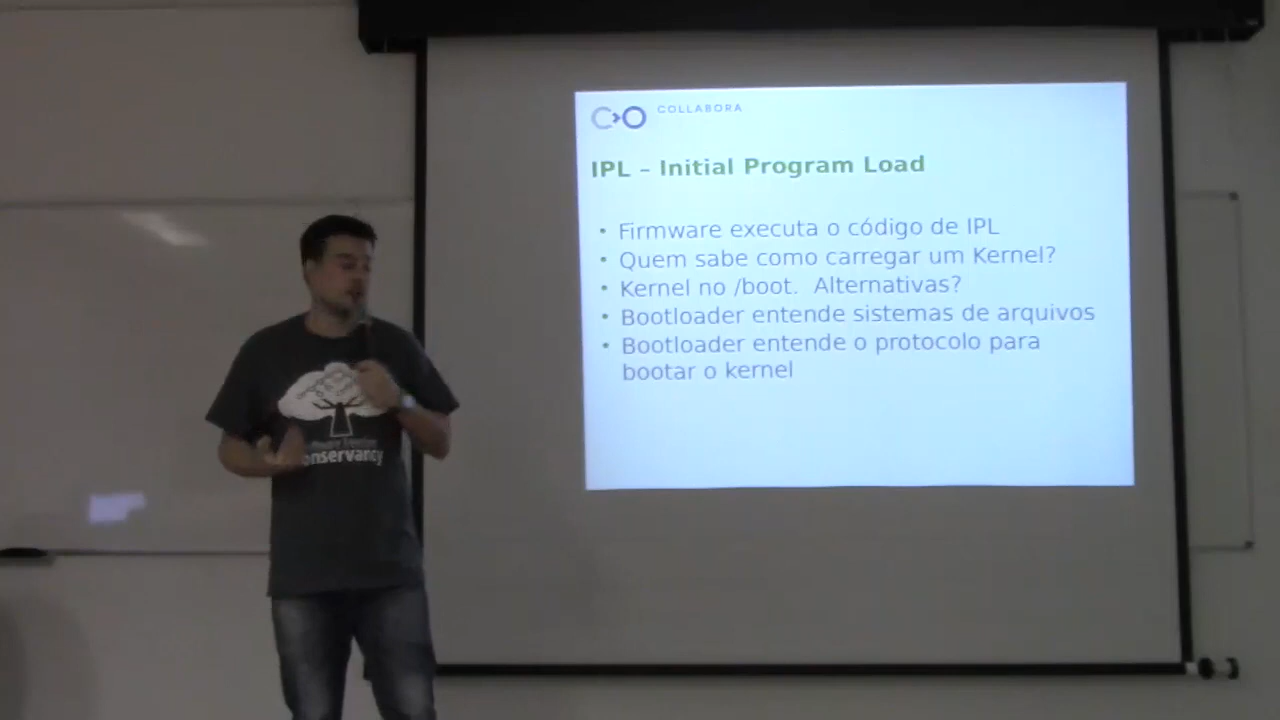 COLLABORA
IPL – Initial Program Load
• Firmware executa o código de IPL
• Quem sabe como carregar um Kernel?
• Kernel no /boot. Alternativas?
• Bootloader entende sistemas de arquivos
• Bootloader entende o protocolo para
bootar o kernel
onservancy